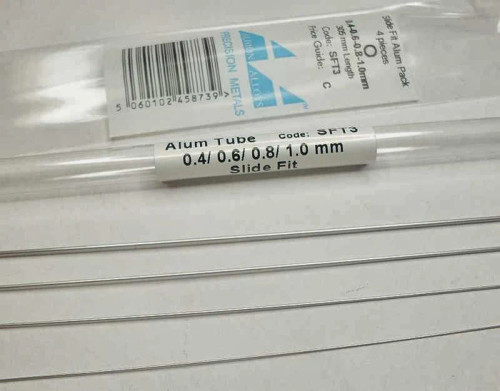 Slide Fit Alum Pack
4 pieces
0.4-0.6-0.8-1.0mm
305 mm Length
Code: SFT3
Price Guide: C
ALBION ALLOYS
PRECISION METALS
5 060102 458739 >
Alum Tube Code: SFT3
0.4/ 0.6/ 0.8/ 1.0 mm
Slide Fit